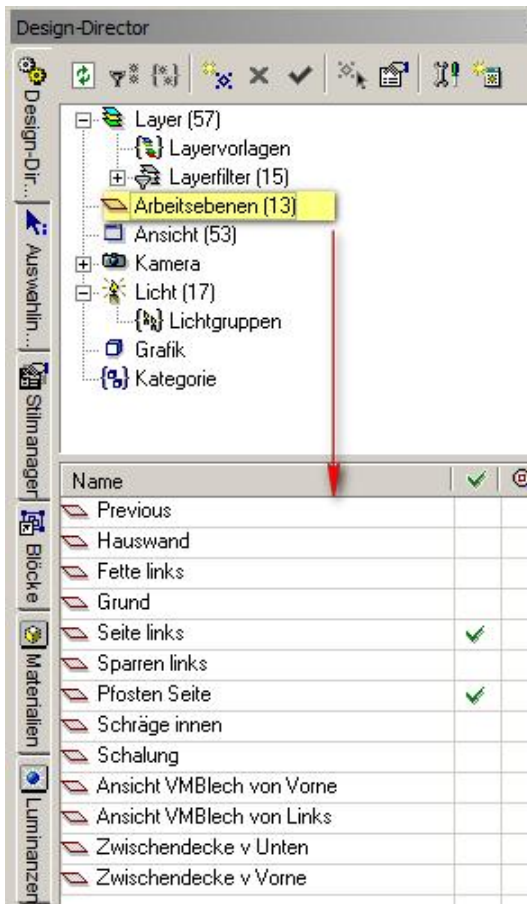 Design-Director
Design-Dir...
Auswahlin...
Stilmanager
Blöcke
Materialien
Luminanzen
Layer (57)
Layervorlagen
Layerfilter (15)
Arbeitsebenen (13)
Ansicht (53)
Kamera
Licht (17)
Lichtgruppen
Grafik
Kategorie
Name
Previous
Hauswand
Fette links
Grund
Seite links
Sparren links
Pfosten Seite
Schräge innen
Schalung
Ansicht VMBlech von Vorne
Ansicht VMBlech von Links
Zwischendecke v Unten
Zwischendecke v Vorne